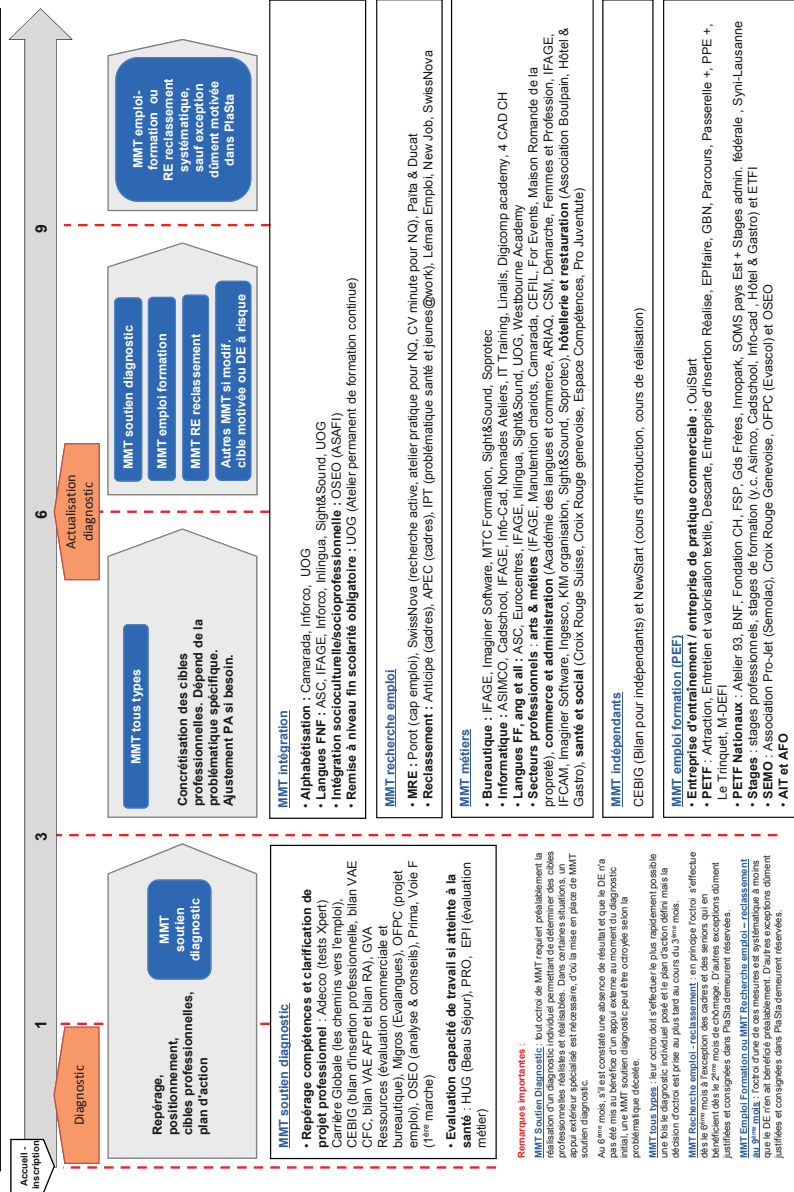 Accueil -
inscription
1
3
6
9
Diagnostic
Actualisation
diagnostic
Repérage,
positionnement,
cibles professionnelles,
plan d'action
MMT
soutien
diagnostic
MMT tous types
Concrétisation des cibles
professionnelles. Dépend de la
problématique spécifique.
Ajustement PA si besoin.
MMT soutien diagnostic
MMT emploi formation
MMT RE reclassement
Autres MMT si modif.
cible motivée ou DE à risque
MMT emploi-
formation ou
RE reclassement
systématique,
sauf exception
dûment motivée
dans PlaSta
MMT soutien diagnostic
• Repérage compétences et clarification de
projet professionnel : Adecco (tests Xpert)
Carrière Globale (les chemins vers l'emploi),
CEBIG (bilan d'insertion professionnelle, bilan VAE
CFC, bilan VAE AFP et bilan RA), GVA
Ressources (évaluation commerciale et
bureautique), Migros (Evalangues), OFPC (projet
emploi), OSEO (analyse & conseils), Prima, Voie F
(1ère marche)
• Evaluation capacité de travail si atteinte à la
santé : HUG (Beau Séjour), PRO, EPI (évaluation
métier)
Remarques importantes :
MMT Soutien Diagnostic : tout octroi de MMT requiert préalablement la
réalisation d'un diagnostic individuel permettant de déterminer des cibles
professionnelles réalistes et réalisables. Dans certaines situations, un
appui extérieur spécialisé est nécessaire, d'où la mise en place de MMT
soutien diagnostic.
Au 6ème mois, s'il est constaté une absence de résultat et que le DE n'a
pas été mis au bénéfice d'un appui externe au moment du diagnostic
initial, une MMT soutien diagnostic peut être octroyée selon la
problématique décelée.
MMT tous types : leur octroi doit s'effectuer le plus rapidement possible
une fois le diagnostic individuel posé et le plan d'action défini mais la
décision d'octroi est prise au plus tard au cours du 3ème mois.
MMT Recherche emploi - reclassement : en principe l'octroi s'effectue
dès le 6ème mois à l'exception des cadres et des seniors qui en
bénéficient dès le 2ème mois de chômage. D'autres exceptions dûment
justifiées et consignées dans PlaSta demeurent réservées.
MMT Emploi Formation ou MMT Recherche emploi – reclassement
au 9ème mois : l'octroi d'une de ces mesures est systématique à moins
que le DE n'en ait bénéficié préalablement. D'autres exceptions dûment
justifiées et consignées dans PlaSta demeurent réservées.
MMT intégration
• Alphabétisation : Camarada, Inforco, UOG
• Langues FNF : ASC, IFAGE, Inforco, Inlingua, Sight&Sound, UOG
• Intégration socioculturelle/socioprofessionnelle : OSEO (ASAFI)
• Remise à niveau fin scolarité obligatoire : UOG (Atelier permanent de formation continue)
MMT recherche emploi
• MRE : Porot (cap emploi), SwissNova (recherche active, atelier pratique pour NQ, CV minute pour NQ), Païta & Ducat
• Reclassement : Anticipe (cadres), APEC (cadres), IPT (problématique santé et jeunes@work), Léman Emploi, New Job, SwissNova
MMT métiers
• Bureautique : IFAGE, Imaginer Software, MTC Formation, Sight&Sound, Soprotec
• Informatique : ASIMCO, Cadschool, IFAGE, Info-Cad, Nomades Ateliers, IT Training, Linalis, Digicomp academy, 4 CAD CH
• Langues FF, ang et all : ASC, Eurocentres, IFAGE, Inlingua, Sight&Sound, UOG, Westbourne Academy
• Secteurs professionnels : arts & métiers (IFAGE, Manutention chariots, Camarada, CEFIL, For Events, Maison Romande de la
propreté), commerce et administration (Académie des langues et commerce, ARIAQ, CSM, Démarche, Femmes et Profession, IFAGE,
IFCAM, Imaginer Software, Ingesco, KIM organisation, Sight&Sound, Soprotec), hôtellerie et restauration (Association Boulpain, Hôtel &
Gastro), santé et social (Croix Rouge Suisse, Croix Rouge genevoise, Espace Compétences, Pro Juventute)
MMT indépendants
CEBIG (Bilan pour indépendants) et NewStart (cours d'introduction, cours de réalisation)
MMT emploi formation (PEF)
• Entreprise d'entraînement / entreprise de pratique commerciale : OuiStart
• PETF : Artraction, Entretien et valorisation textile, Descarte, Entreprise d'insertion Réalise, EPIfaire, GBN, Parcours, Passerelle +, PPE +,
Le Trinquet, M-DEFI
• PETF Nationaux : Atelier 93, BNF, Fondation CH, FSP, Gds Frères, Innopark, SOMS pays Est + Stages admin. fédérale , Syni-Lausanne
• Stages : stages professionnels, stages de formation (y.c. Asimco, Cadschool, Info-cad , Hôtel & Gastro) et ETFI
• SEMO : Association Pro-Jet (Semolac), Croix Rouge Genevoise, OFPC (Evascol) et OSEO
• AIT et AFO